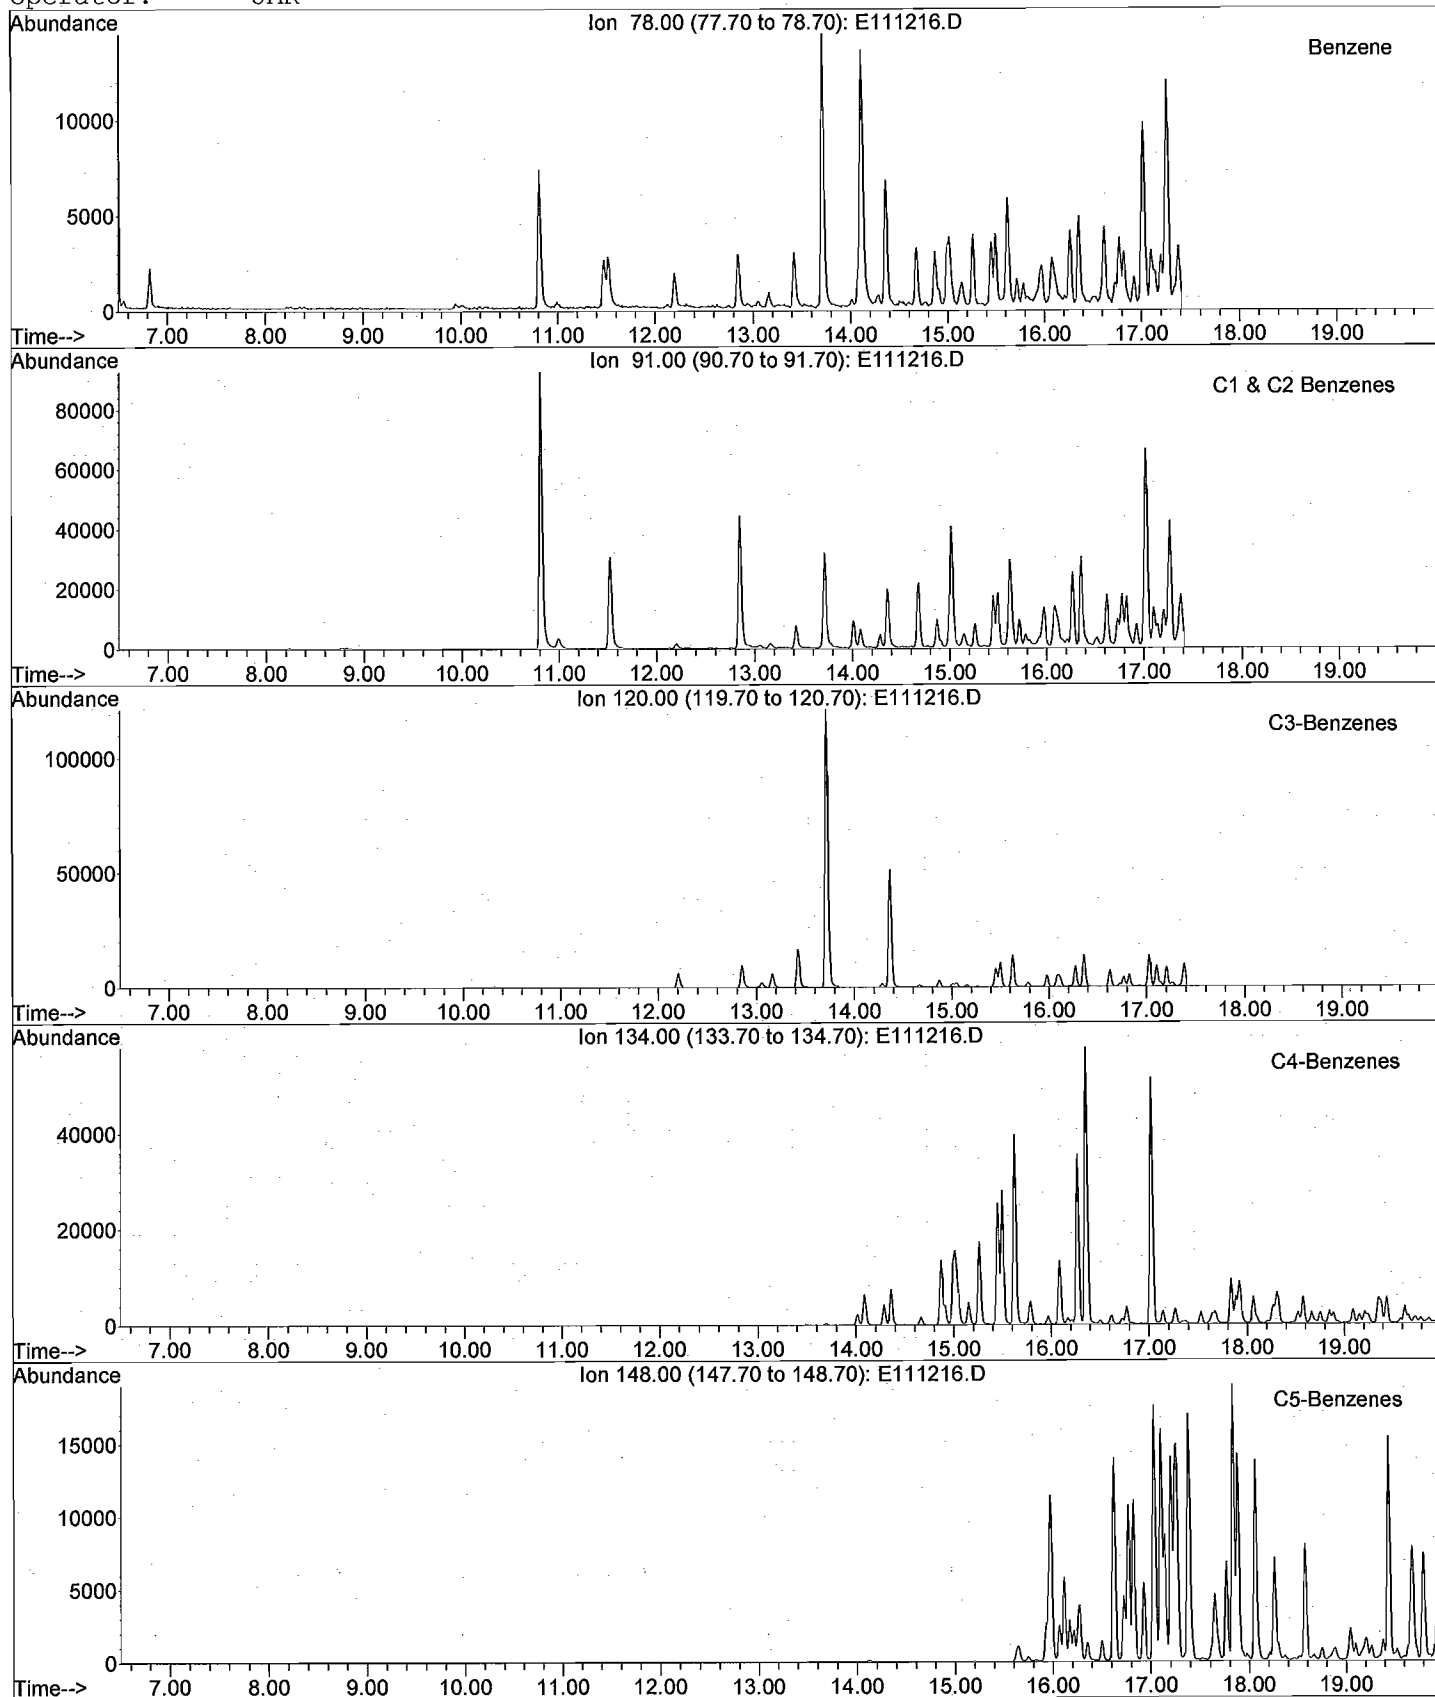 Abundance Ion 78.00 (77.70 to 78.70): E111216.D
Benzene
10000
5000
0
Time--> 7.00 8.00 9.00 10.00 11.00 12.00 13.00 14.00 15.00 16.00 17.00 18.00 19.00
Abundance Ion 91.00 (90.70 to 91.70): E111216.D
C1 & C2 Benzenes
80000
60000
40000
20000
0
Time--> 7.00 8.00 9.00 10.00 11.00 12.00 13.00 14.00 15.00 16.00 17.00 18.00 19.00
Abundance Ion 120.00 (119.70 to 120.70): E111216.D
C3-Benzenes
100000
50000
0
Time--> 7.00 8.00 9.00 10.00 11.00 12.00 13.00 14.00 15.00 16.00 17.00 18.00 19.00
Abundance Ion 134.00 (133.70 to 134.70): E111216.D
C4-Benzenes
40000
20000
0
Time--> 7.00 8.00 9.00 10.00 11.00 12.00 13.00 14.00 15.00 16.00 17.00 18.00 19.00
Abundance Ion 148.00 (147.70 to 148.70): E111216.D
C5-Benzenes
15000
10000
5000
0
Time--> 7.00 8.00 9.00 10.00 11.00 12.00 13.00 14.00 15.00 16.00 17.00 18.00 19.00